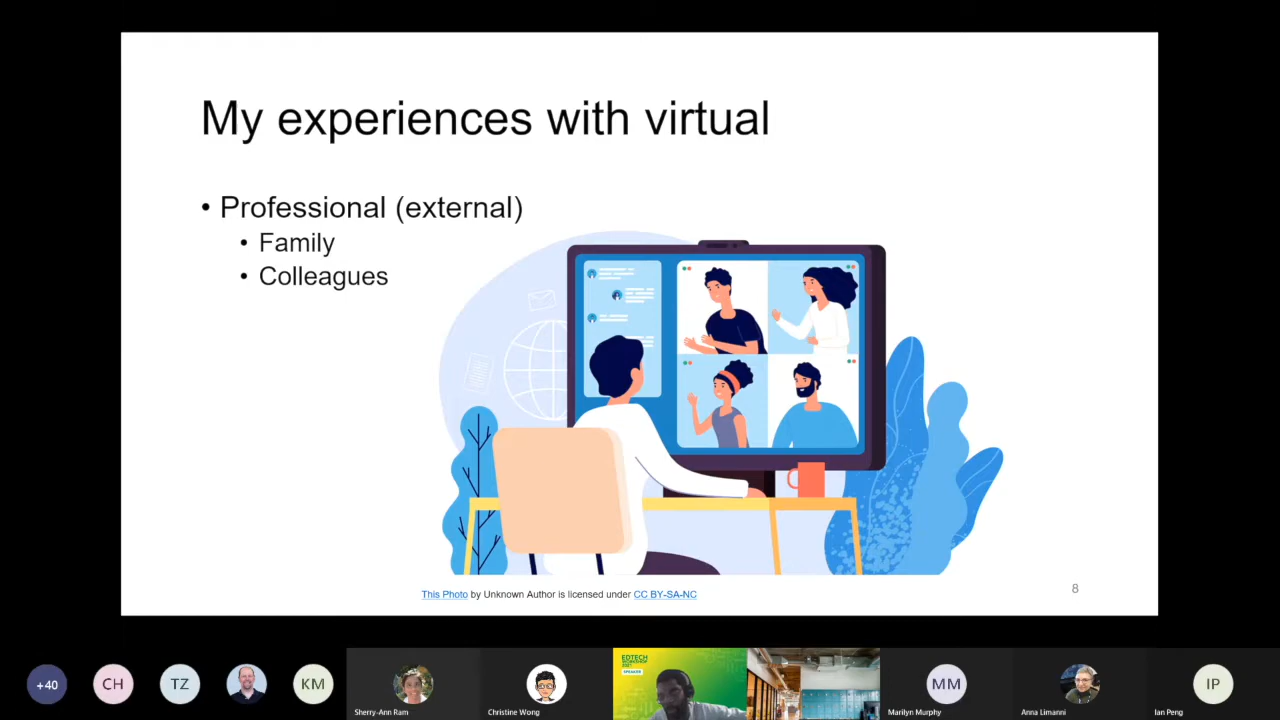 My experiences with virtual
• Professional (external)
• Family
• Colleagues
This Photo by Unknown Author is licensed under CC BY-SA-NC
8
EDTECH
WORKSHOP
SPEAKER
+40
CH
TZ
KM
MM
IP
Sherry-Ann Ram
Christine Wong
Marilyn Murphy
Anna Limanni
Ian Peng